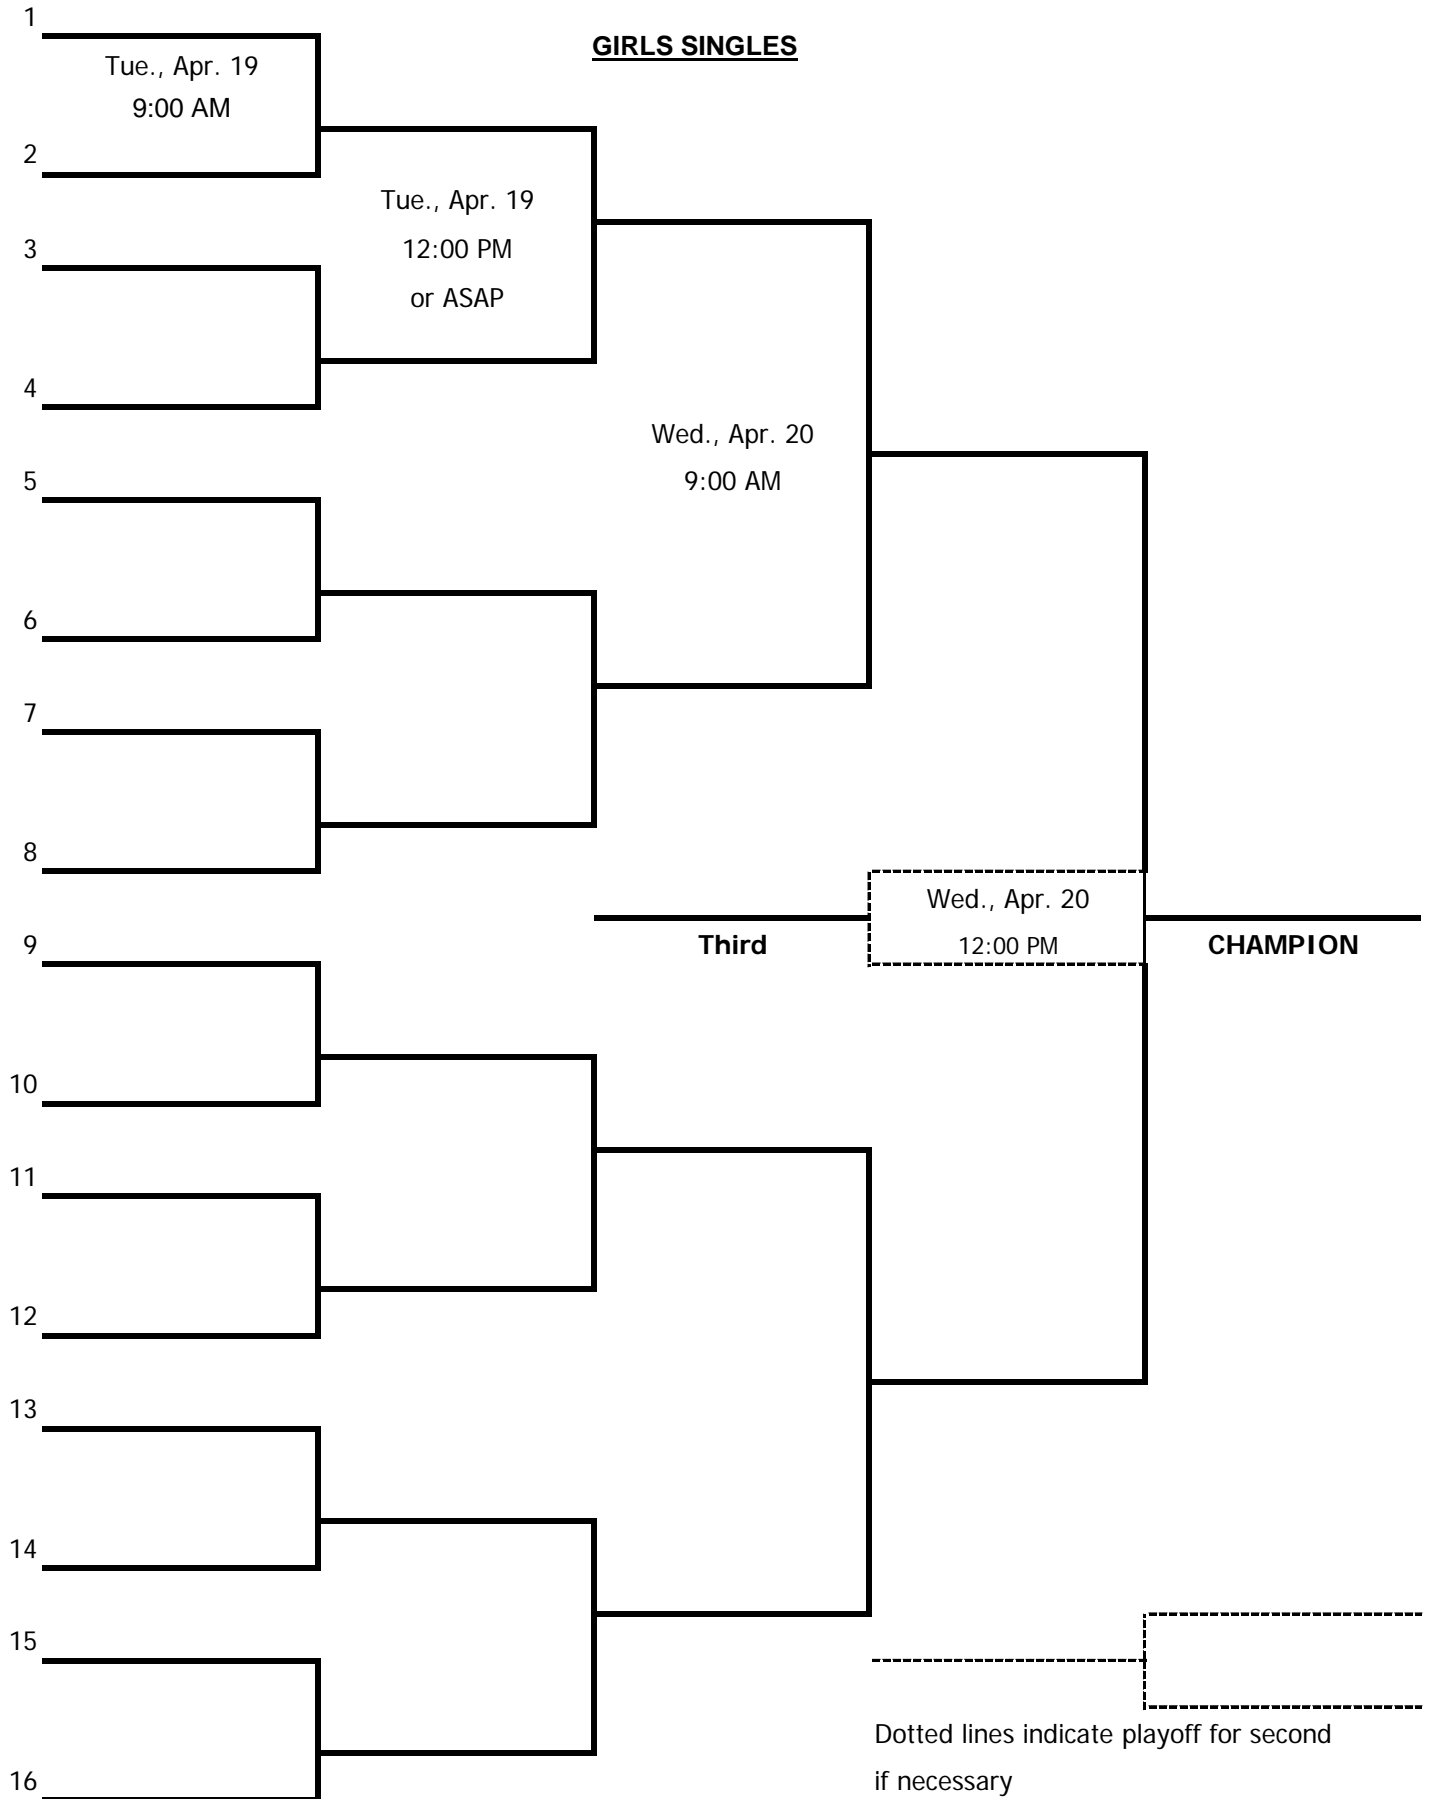 1
GIRLS SINGLES
Tue., Apr. 19
9:00 AM
2
Tue., Apr. 19
12:00 PM
or ASAP
3
4
Wed., Apr. 20
9:00 AM
5
6
7
8
Wed., Apr. 20
12:00 PM
Third
CHAMPION
9
10
11
12
13
14
15
16
Dotted lines indicate playoff for second
if necessary